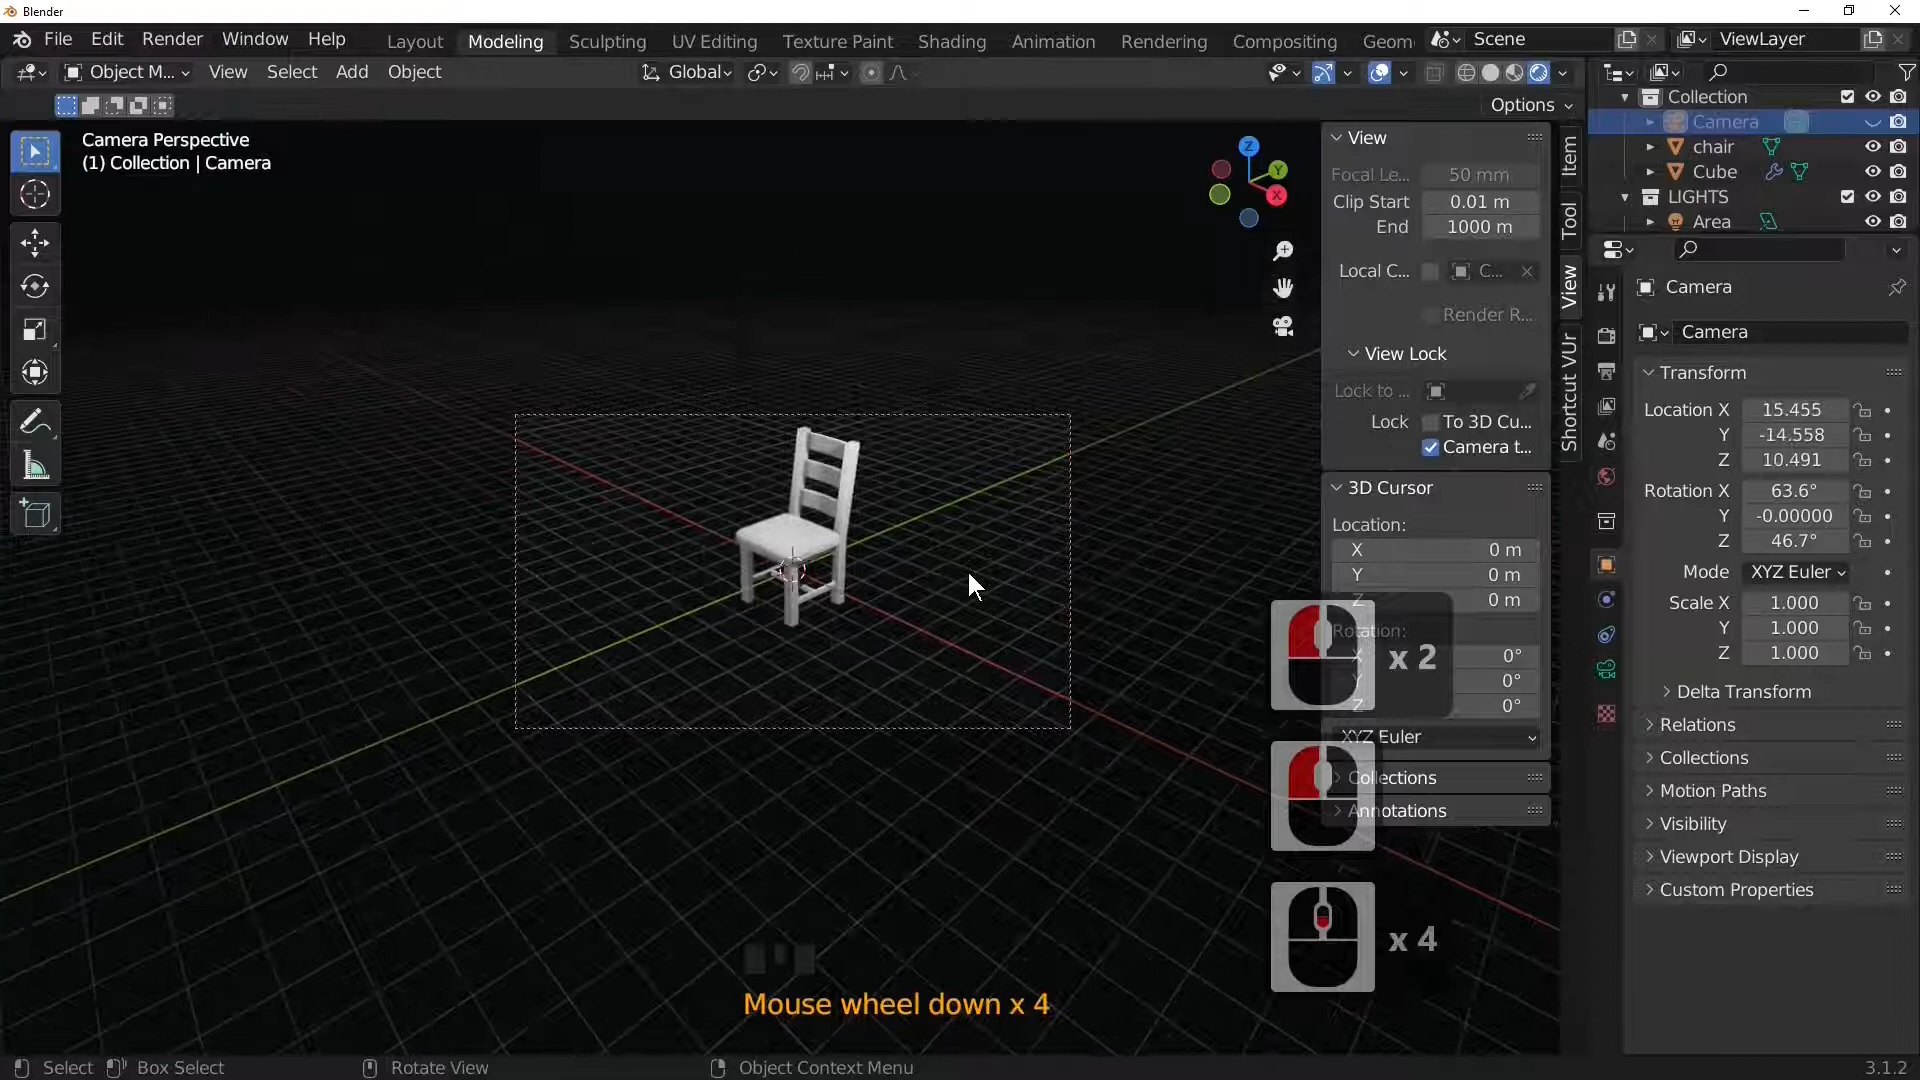 Blender
File Edit Render Window Help Layout Modeling Sculpting UV Editing Texture Paint Shading Animation Rendering Compositing Geom Scene ViewLayer
Object M... View Select Add Object Global
Options
Camera Perspective
(1) Collection | Camera
Z
Y
X
View
Focal Le... 50 mm
Clip Start 0.01 m
End 1000 m
Local C... C...
Render R...
View Lock
Lock to ...
Lock To 3D Cu...
Camera t...
3D Cursor
Location:
X 0 m
Y 0 m
Z 0 m
Rotation:
X 0°
Y 0°
Z 0°
XYZ Euler
Collections
Annotations
Item
Tool
View
Shortcut VUr
x 2
x 4
Mouse wheel down x 4
Collection
Camera
chair
Cube
LIGHTS
Area
Camera
Camera
Transform
Location X 15.455
Y -14.558
Z 10.491
Rotation X 63.6°
Y -0.00000
Z 46.7°
Mode XYZ Euler
Scale X 1.000
Y 1.000
Z 1.000
Delta Transform
Relations
Collections
Motion Paths
Visibility
Viewport Display
Custom Properties
Select Box Select Rotate View Object Context Menu 3.1.2